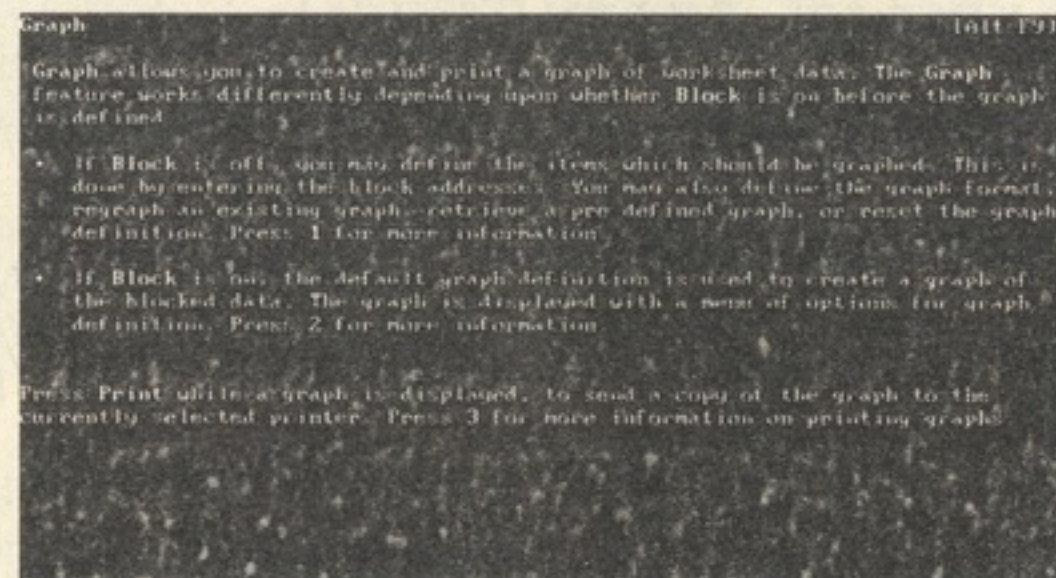 Graph [Alt F9]
Graph allows you to create and print a graph of worksheet data. The Graph
feature works differently depending upon whether Block is on before the graph
is defined
• If Block is off, you may define the items which should be graphed. This is
done by entering the block addresses. You may also define the graph format,
regraph an existing graph, retrieve a pre defined graph, or reset the graph
definition. Press 1 for more information
• If Block is on, the default graph definition is used to create a graph of
the blocked data. The graph is displayed with a menu of options for graph
definition. Press 2 for more information
Press Print while a graph is displayed, to send a copy of the graph to the
currently selected printer. Press 3 for more information on printing graphs